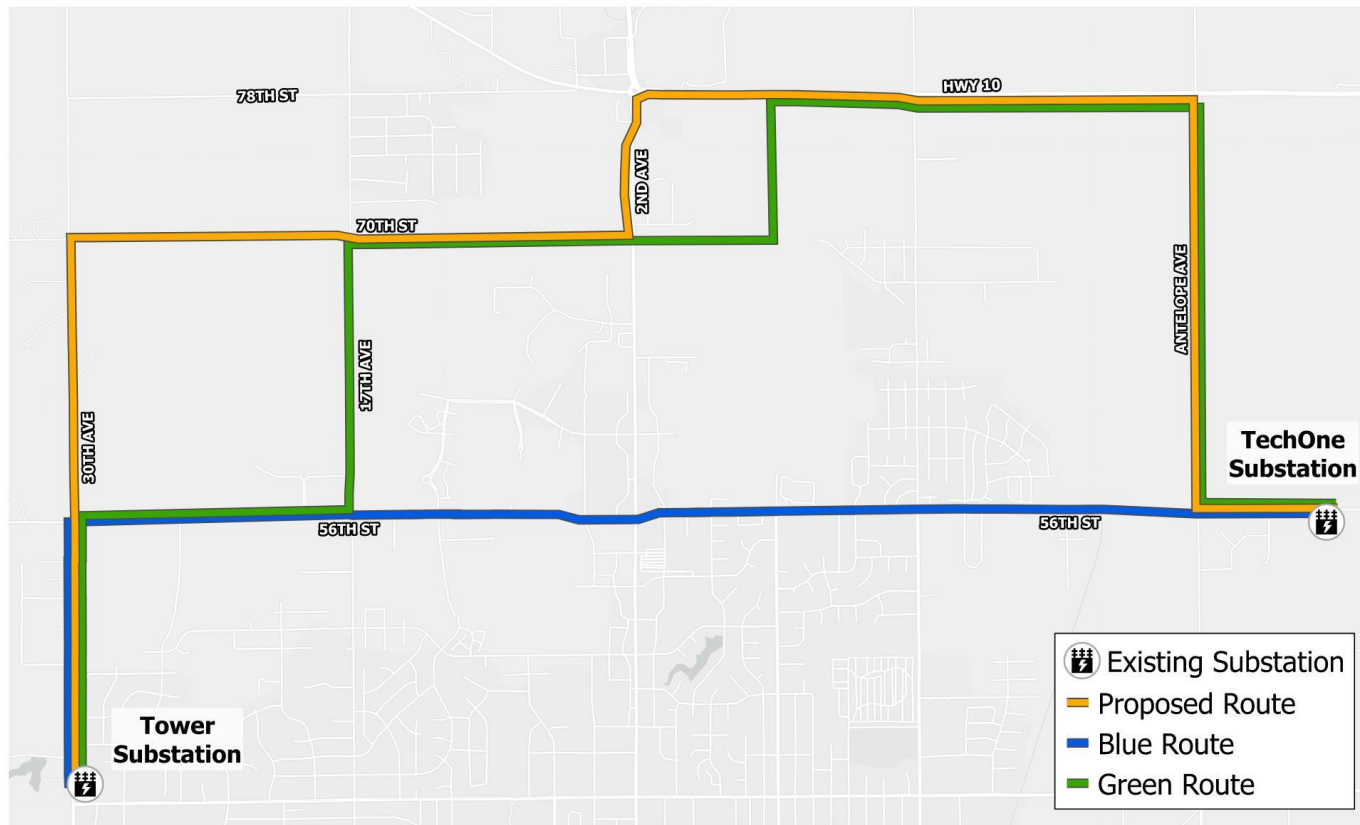 78TH ST
HWY 10
2ND AVE
70TH ST
ANTELOPE AVE
17TH AVE
30TH AVE
TechOne
Substation
56TH ST
56TH ST
Tower
Substation
Existing Substation
Proposed Route
Blue Route
Green Route